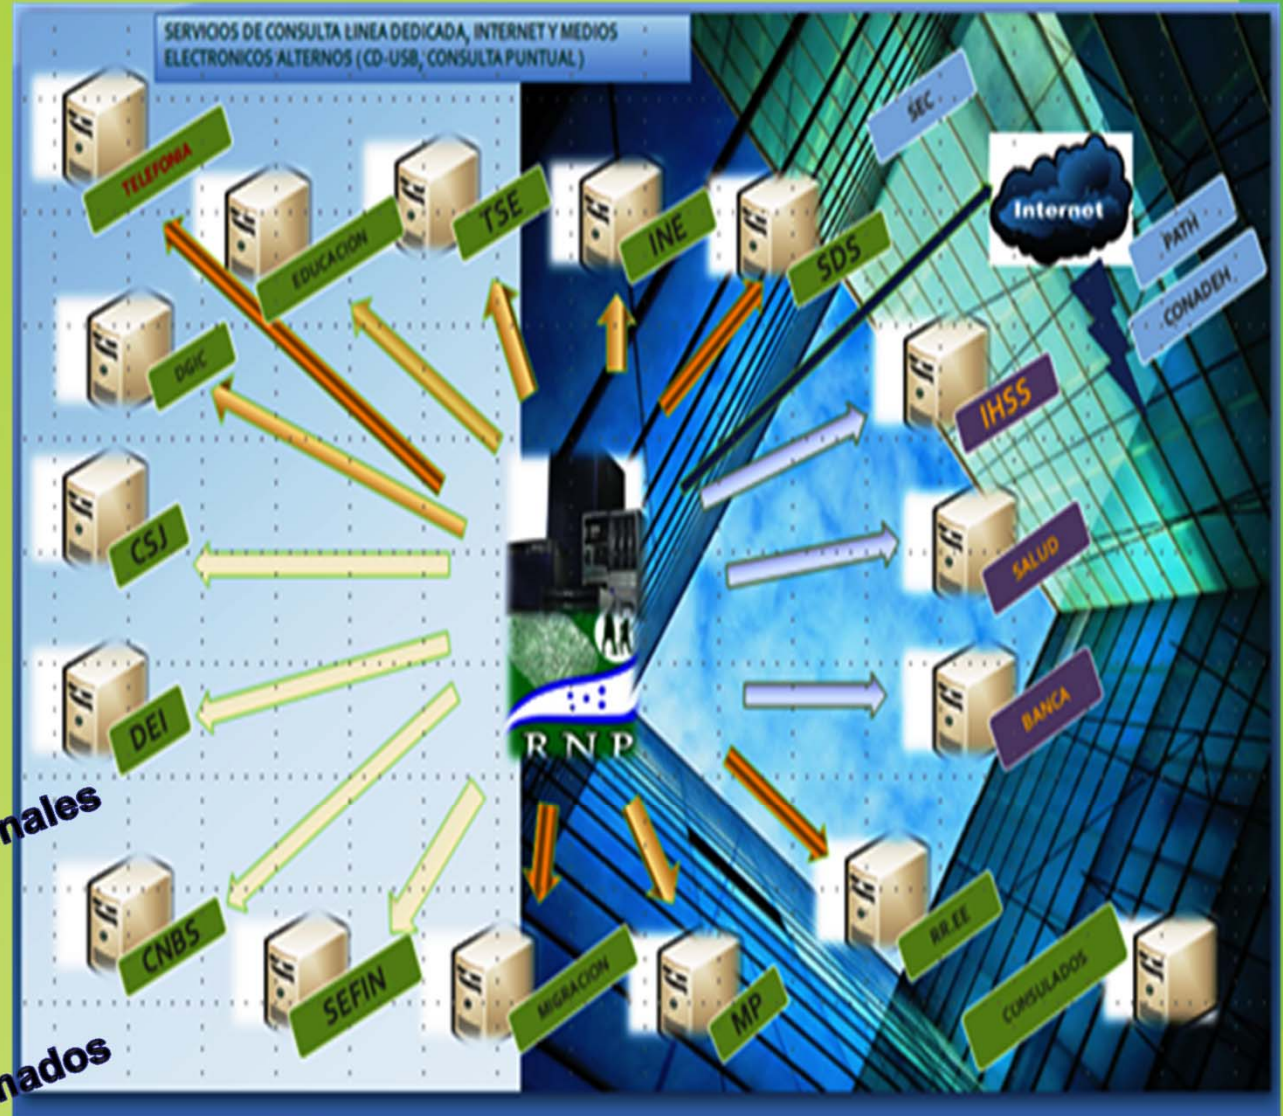 SERVICIOS DE CONSULTA LINEA DEDICADA, INTERNET Y MEDIOS
ELECTRONICOS ALTERNOS (CD-USB, CONSULTA PUNTUAL)
SEC
TELEFONIA
EDUCACION
TSE
INE
SDS
Internet
PATH
CONADEH
DGIC
IHSS
CSJ
SALUD
DEI
BANCA
RNP
nales
CNBS
SEFIN
MIGRACION
MP
RR.EE
CONSULADOS
nados